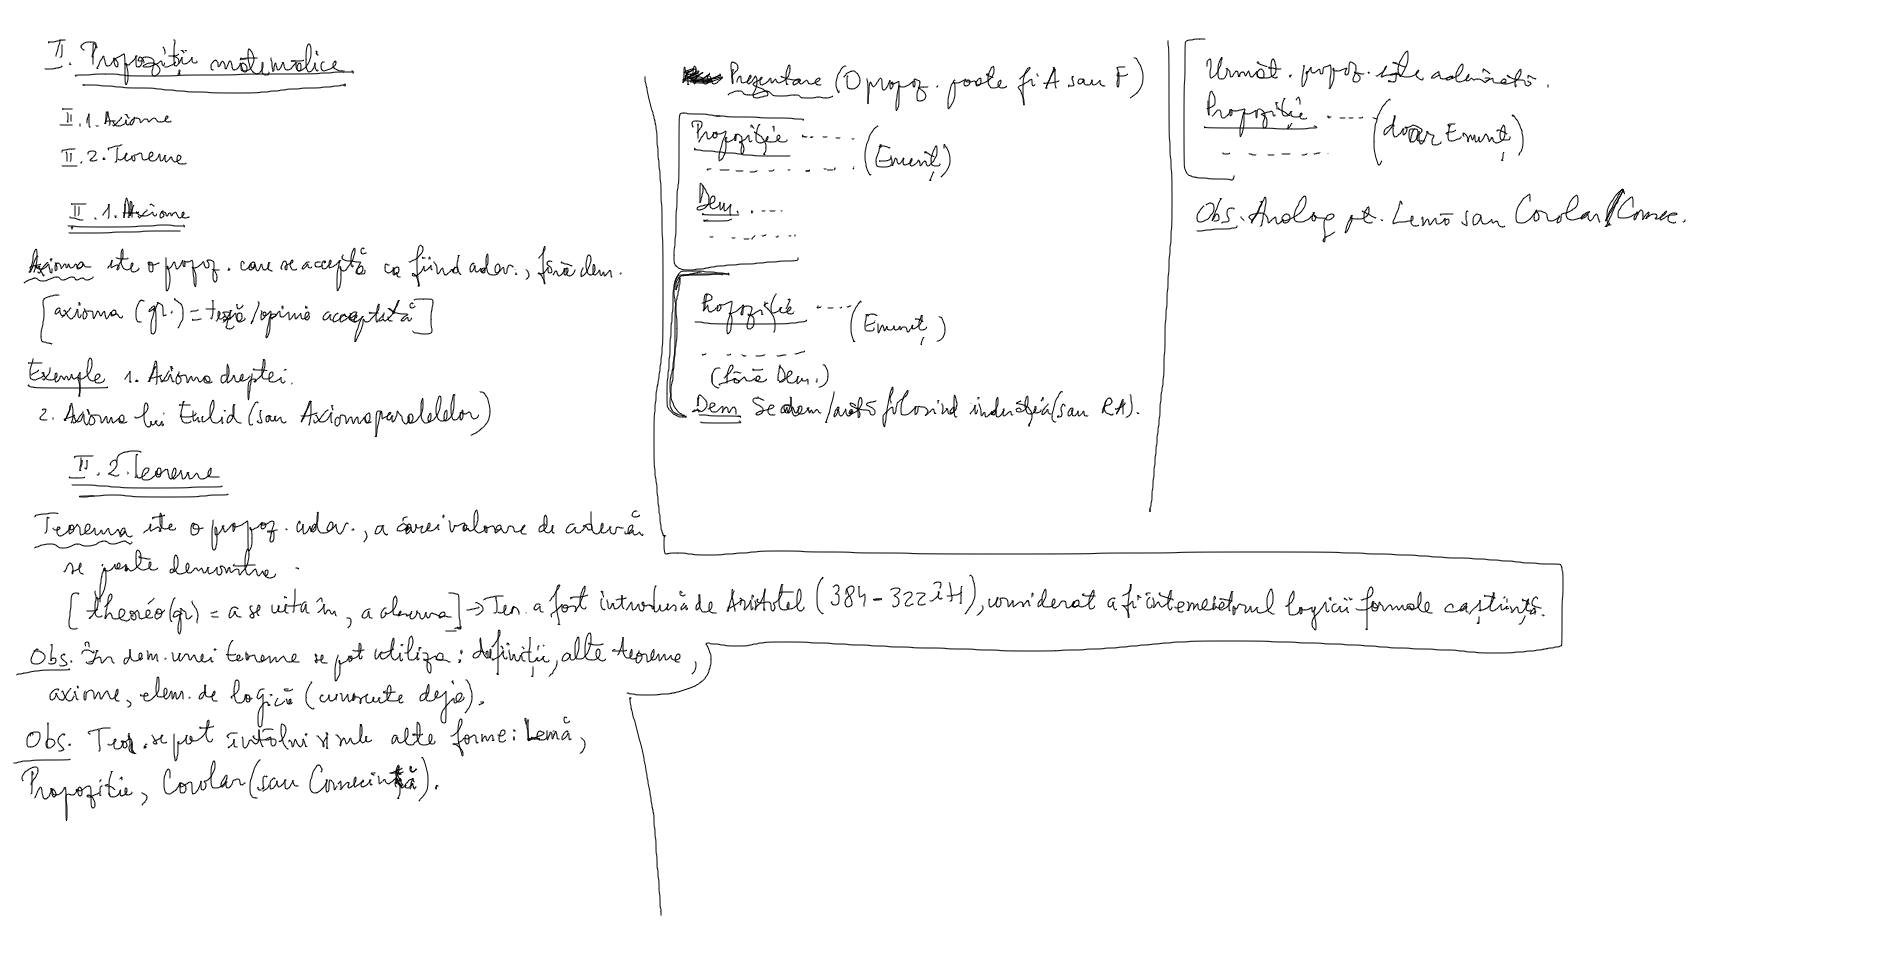 II. Propoziții matematice
II.1. Axiome
II.2. Teoreme
II.1. Axiome
Axioma este o propoz. care se acceptă ca fiind adev., fără dem.
[axioma (gr.) = teză/opinie acceptată]
Exemple 1. Axioma dreptei.
2. Axioma lui Euclid (sau Axioma paralelelor)
II.2. Teoreme
Teorema este o propoz. adev., a cărei valoare de adevăr
se poate demonstra.
[theoréo (gr) = a se uita în, a observa] → Ter. a fost introdusă de Aristotel (384-322 îH), considerat a fi întemeietorul logicii formale ca știință.
Obs. În dem. unei teoreme se pot utiliza: definiții, alte teoreme,
axiome, elem. de logică (cunoscute deja).
Obs. Teor. se pot întâlni și sub alte forme: Lemă,
Propoziție, Corolar (sau Consecință).
Prezentare (O propoz. poate fi A sau F)
Propoziție ..... (Enunț)
Dem. ....
Propoziție .... (Enunț)
(fără Dem.)
Dem Se dem/arată folosind inducția (sau RA).
Următ. propoz. este adevărată.
Propoziție .... (doar Enunț)
Obs. Analog pt. Lemă sau Corolar/Consec.